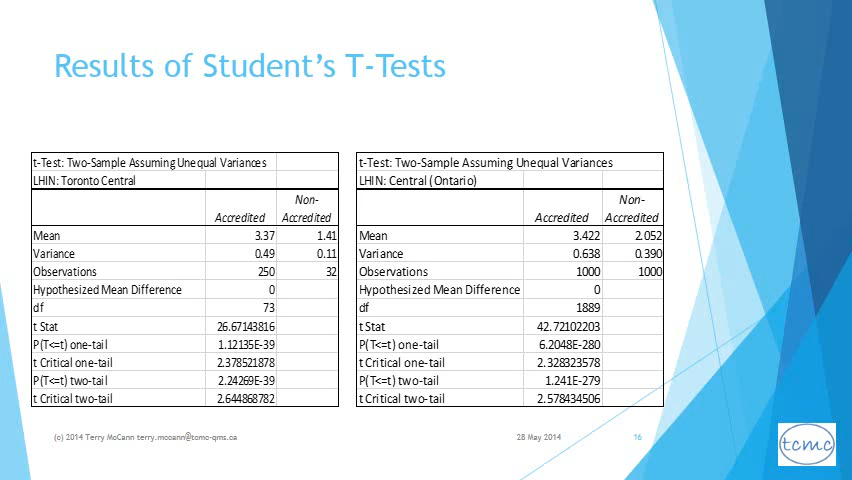 Results of Student's T-Tests
t-Test: Two-Sample Assuming Unequal Variances
LHIN: Toronto Central
Non-
Accredited Accredited
Mean 3.37 1.41
Variance 0.49 0.11
Observations 250 32
Hypothesized Mean Difference 0
df 73
t Stat 26.67143816
P(T<=t) one-tail 1.12135E-39
t Critical one-tail 2.378521878
P(T<=t) two-tail 2.24269E-39
t Critical two-tail 2.644868782
t-Test: Two-Sample Assuming Unequal Variances
LHIN: Central (Ontario)
Non-
Accredited Accredited
Mean 3.422 2.052
Variance 0.638 0.390
Observations 1000 1000
Hypothesized Mean Difference 0
df 1889
t Stat 42.72102203
P(T<=t) one-tail 6.2048E-280
t Critical one-tail 2.328323578
P(T<=t) two-tail 1.241E-279
t Critical two-tail 2.578434506
(c) 2014 Terry McCann terry.mccann@tcmc-qms.ca 28 May 2014 16
tcmc